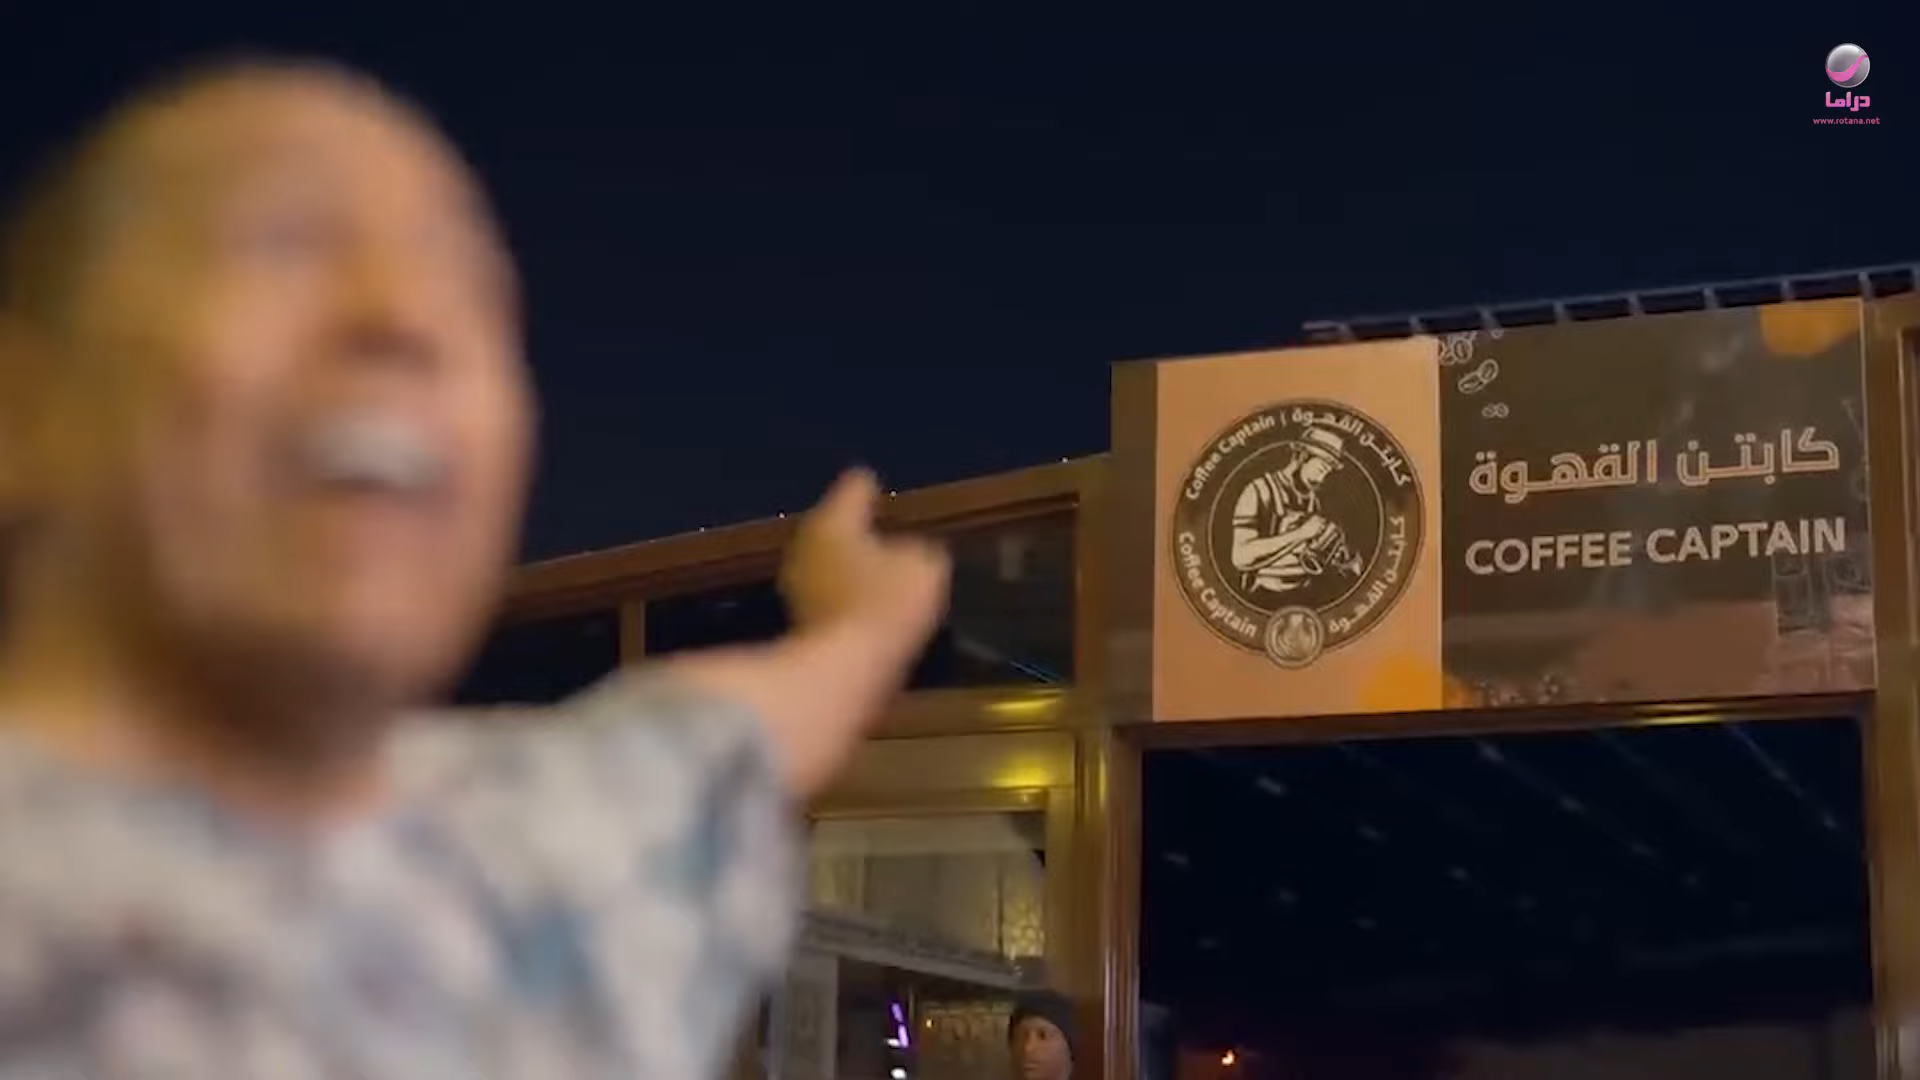 دراما
www.rotana.net
Coffee Captain | كابتن القهوة
Coffee Captain
كابتن القهوة
كابتن القهوة
COFFEE CAPTAIN